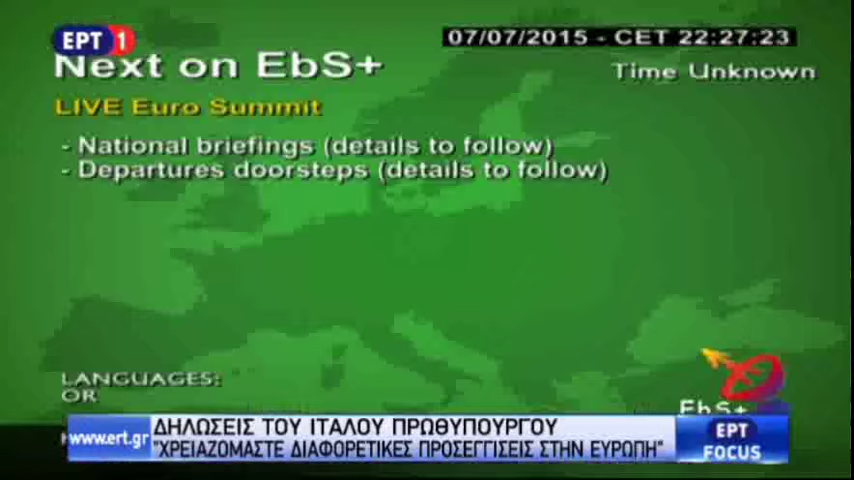 ΕΡΤ1
07/07/2015 - CET 22:27:23
Next on EbS+
Time Unknown
LIVE Euro Summit
- National briefings (details to follow)
- Departures doorsteps (details to follow)
LANGUAGES:
OR
EbS+
www.ert.gr
ΔΗΛΩΣΕΙΣ ΤΟΥ ΙΤΑΛΟΥ ΠΡΩΘΥΠΟΥΡΓΟΥ
"ΧΡΕΙΑΖΟΜΑΣΤΕ ΔΙΑΦΟΡΕΤΙΚΕΣ ΠΡΟΣΕΓΓΙΣΕΙΣ ΣΤΗΝ ΕΥΡΩΠΗ"
ΕΡΤ
FOCUS